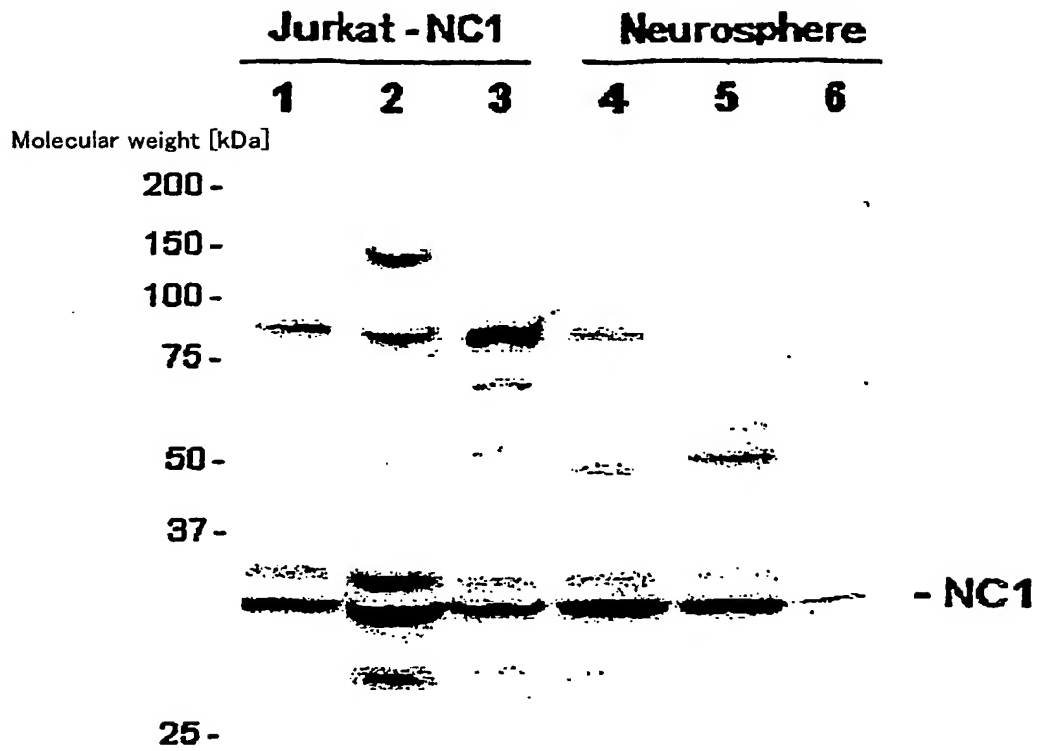 Jurkat - NC1 Neurosphere
1 2 3 4 5 6
Molecular weight [kDa]
200 -
150 -
100 -
75 -
50 -
37 -
- NC1
25 -